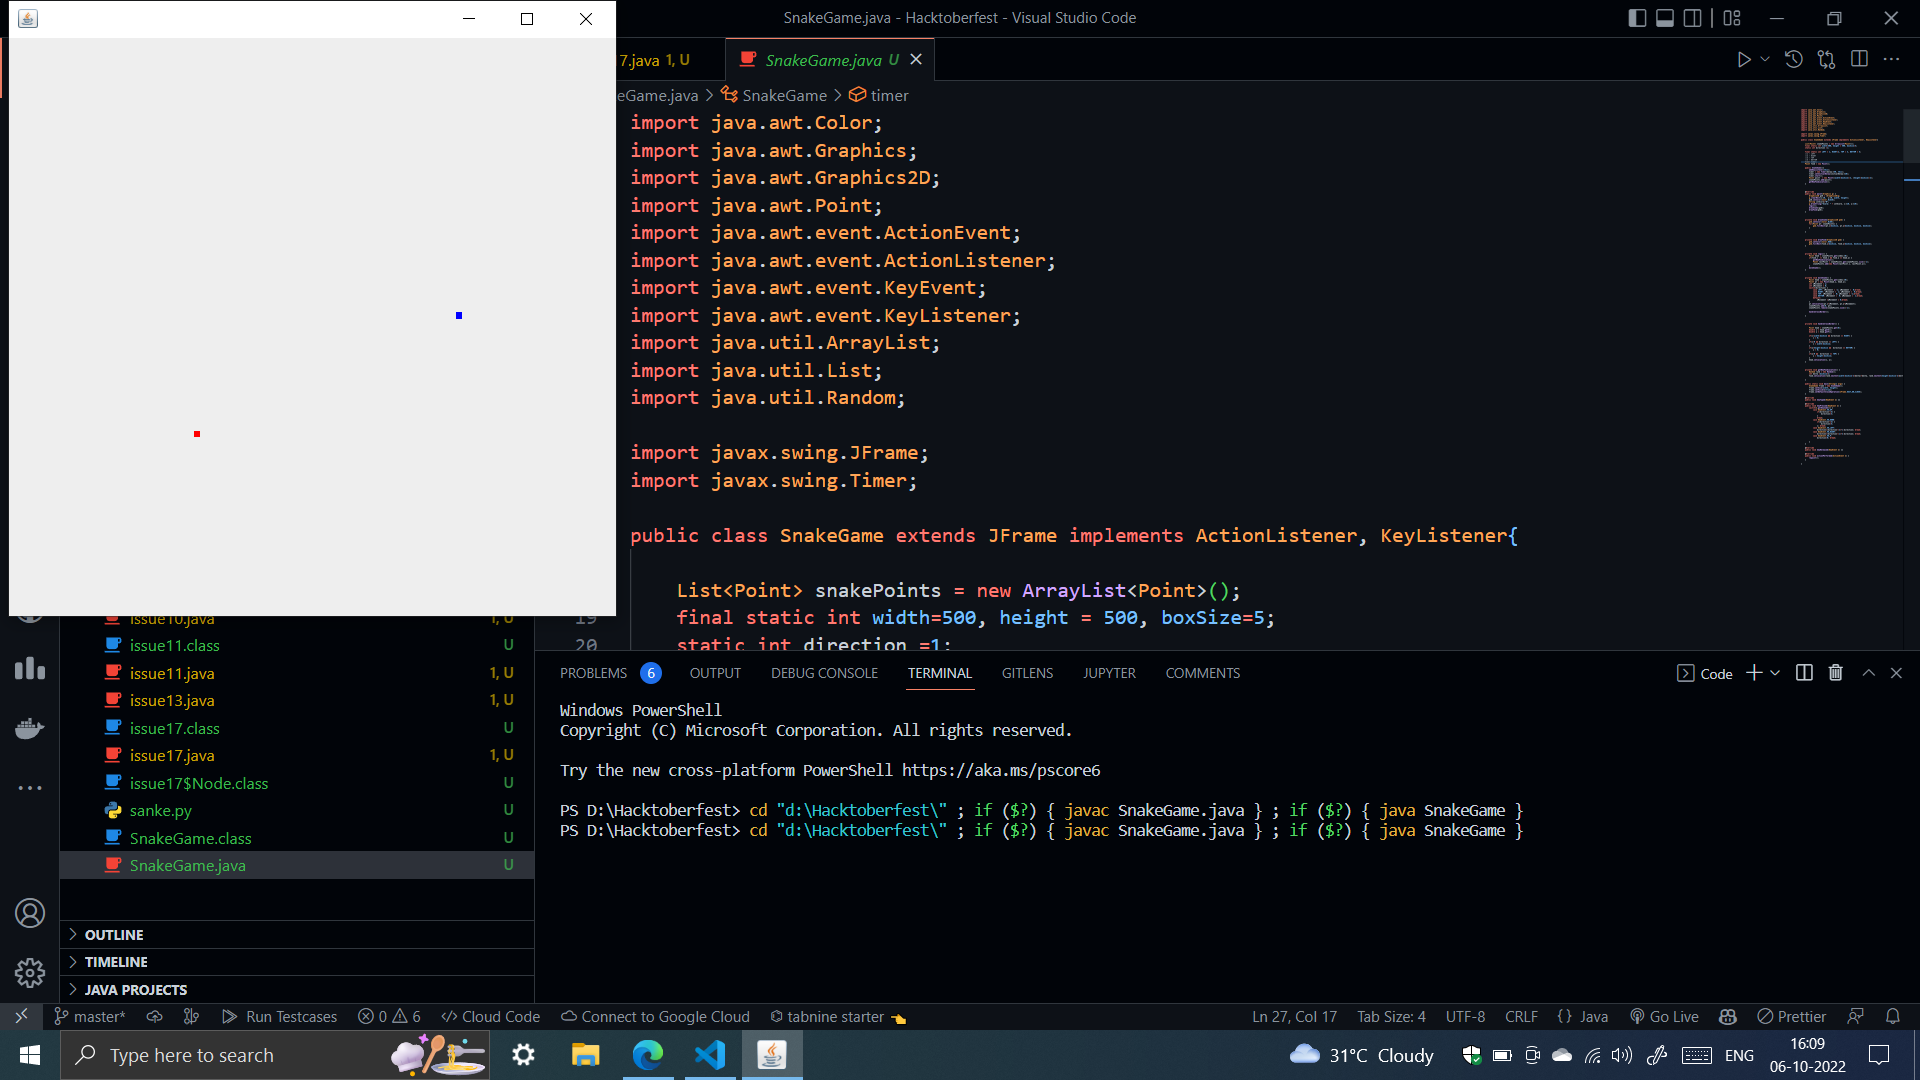 SnakeGame.java - Hacktoberfest - Visual Studio Code
7.java 1, U
SnakeGame.java U
eGame.java > SnakeGame > timer
import java.awt.Color;
import java.awt.Graphics;
import java.awt.Graphics2D;
import java.awt.Point;
import java.awt.event.ActionEvent;
import java.awt.event.ActionListener;
import java.awt.event.KeyEvent;
import java.awt.event.KeyListener;
import java.util.ArrayList;
import java.util.List;
import java.util.Random;
import javax.swing.JFrame;
import javax.swing.Timer;
public class SnakeGame extends JFrame implements ActionListener, KeyListener{
List<Point> snakePoints = new ArrayList<Point>();
19 final static int width=500, height = 500, boxSize=5;
20 static int direction =1;
issue10.java 1, U
issue11.class U
issue11.java 1, U
issue13.java 1, U
issue17.class U
issue17.java 1, U
issue17$Node.class U
sanke.py U
SnakeGame.class U
SnakeGame.java U
OUTLINE
TIMELINE
JAVA PROJECTS
PROBLEMS 6 OUTPUT DEBUG CONSOLE TERMINAL GITLENS JUPYTER COMMENTS
Code
Windows PowerShell
Copyright (C) Microsoft Corporation. All rights reserved.
Try the new cross-platform PowerShell https://aka.ms/pscore6
PS D:\Hacktoberfest> cd "d:\Hacktoberfest\" ; if ($?) { javac SnakeGame.java } ; if ($?) { java SnakeGame }
PS D:\Hacktoberfest> cd "d:\Hacktoberfest\" ; if ($?) { javac SnakeGame.java } ; if ($?) { java SnakeGame }
master* Run Testcases 0 6 Cloud Code Connect to Google Cloud tabnine starter Ln 27, Col 17 Tab Size: 4 UTF-8 CRLF {} Java Go Live Prettier
Type here to search
31°C Cloudy
ENG
16:09
06-10-2022